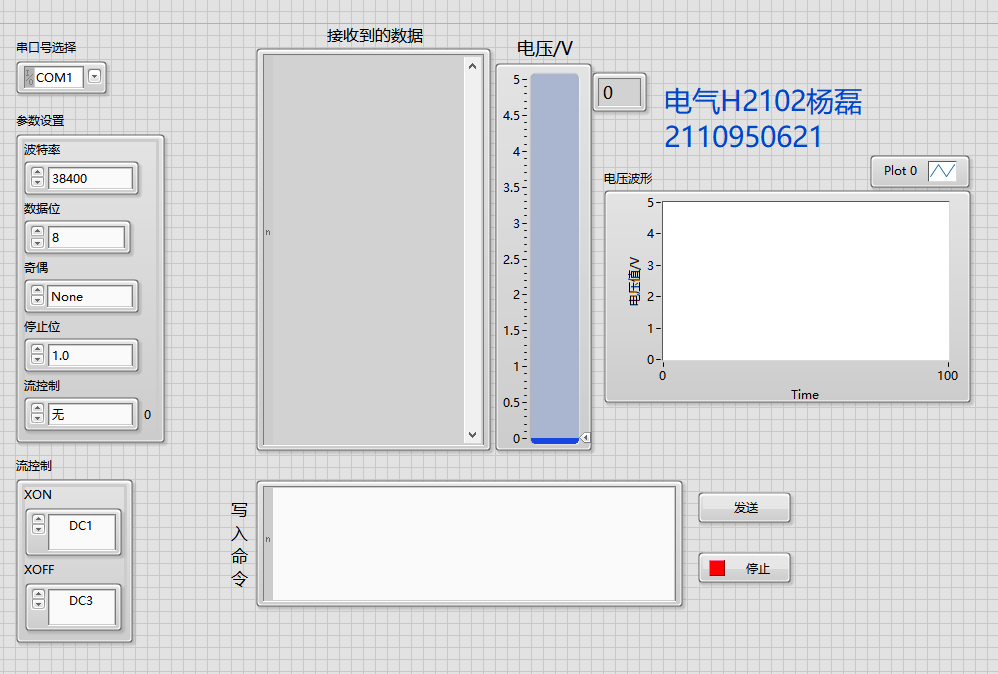 串口号选择
COM1
参数设置
波特率
38400
数据位
8
奇偶
None
停止位
1.0
流控制
无
0
流控制
XON
DC1
XOFF
DC3
接收到的数据
n
电压/V
5
4.5
4
3.5
3
2.5
2
1.5
1
0.5
0
0
电气H2102杨磊
2110950621
电压波形
Plot 0
电压值/V
5
4
3
2
1
0
0
100
Time
写入命令
n
发送
停止